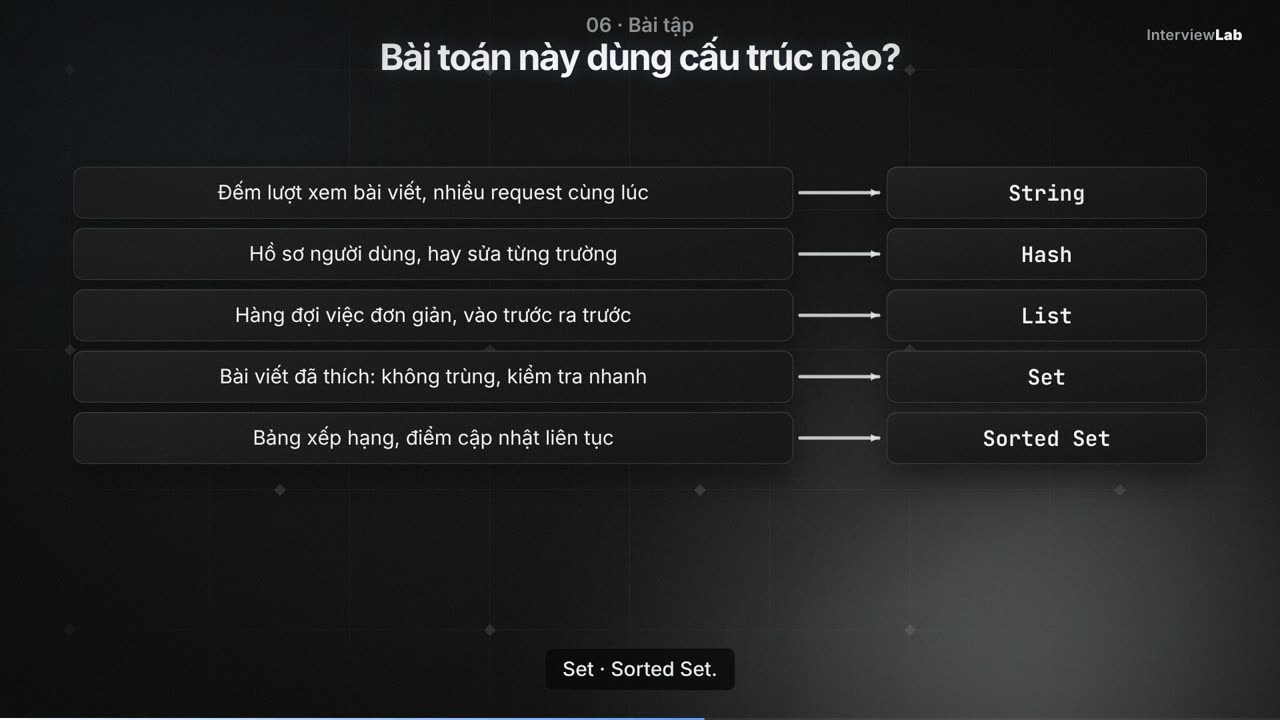 06 · Bài tập
InterviewLab
Bài toán này dùng cấu trúc nào?
Đếm lượt xem bài viết, nhiều request cùng lúc
String
Hồ sơ người dùng, hay sửa từng trường
Hash
Hàng đợi việc đơn giản, vào trước ra trước
List
Bài viết đã thích: không trùng, kiểm tra nhanh
Set
Bảng xếp hạng, điểm cập nhật liên tục
Sorted Set
Set · Sorted Set.